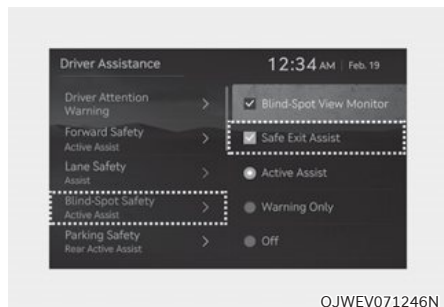 Driver Assistance
12:34 AM | Feb. 19
Driver Attention
Warning
Forward Safety
Active Assist
Lane Safety
Assist
Blind-Spot Safety
Active Assist
Parking Safety
Rear Active Assist
Blind-Spot View Monitor
Safe Exit Assist
Active Assist
Warning Only
Off
OJWEV071246N